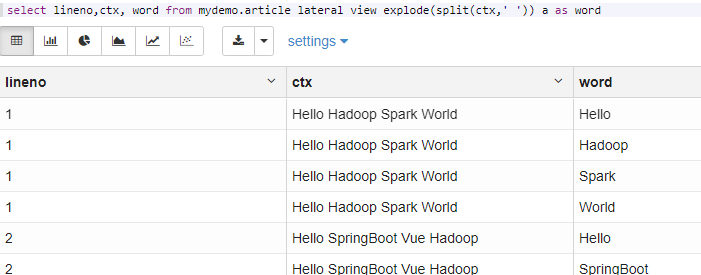 select lineno,ctx, word from mydemo.article lateral view explode(split(ctx,' ')) a as word
settings
lineno ctx word
1 Hello Hadoop Spark World Hello
1 Hello Hadoop Spark World Hadoop
1 Hello Hadoop Spark World Spark
1 Hello Hadoop Spark World World
2 Hello SpringBoot Vue Hadoop Hello
2 Hello SpringBoot Vue Hadoop SpringBoot